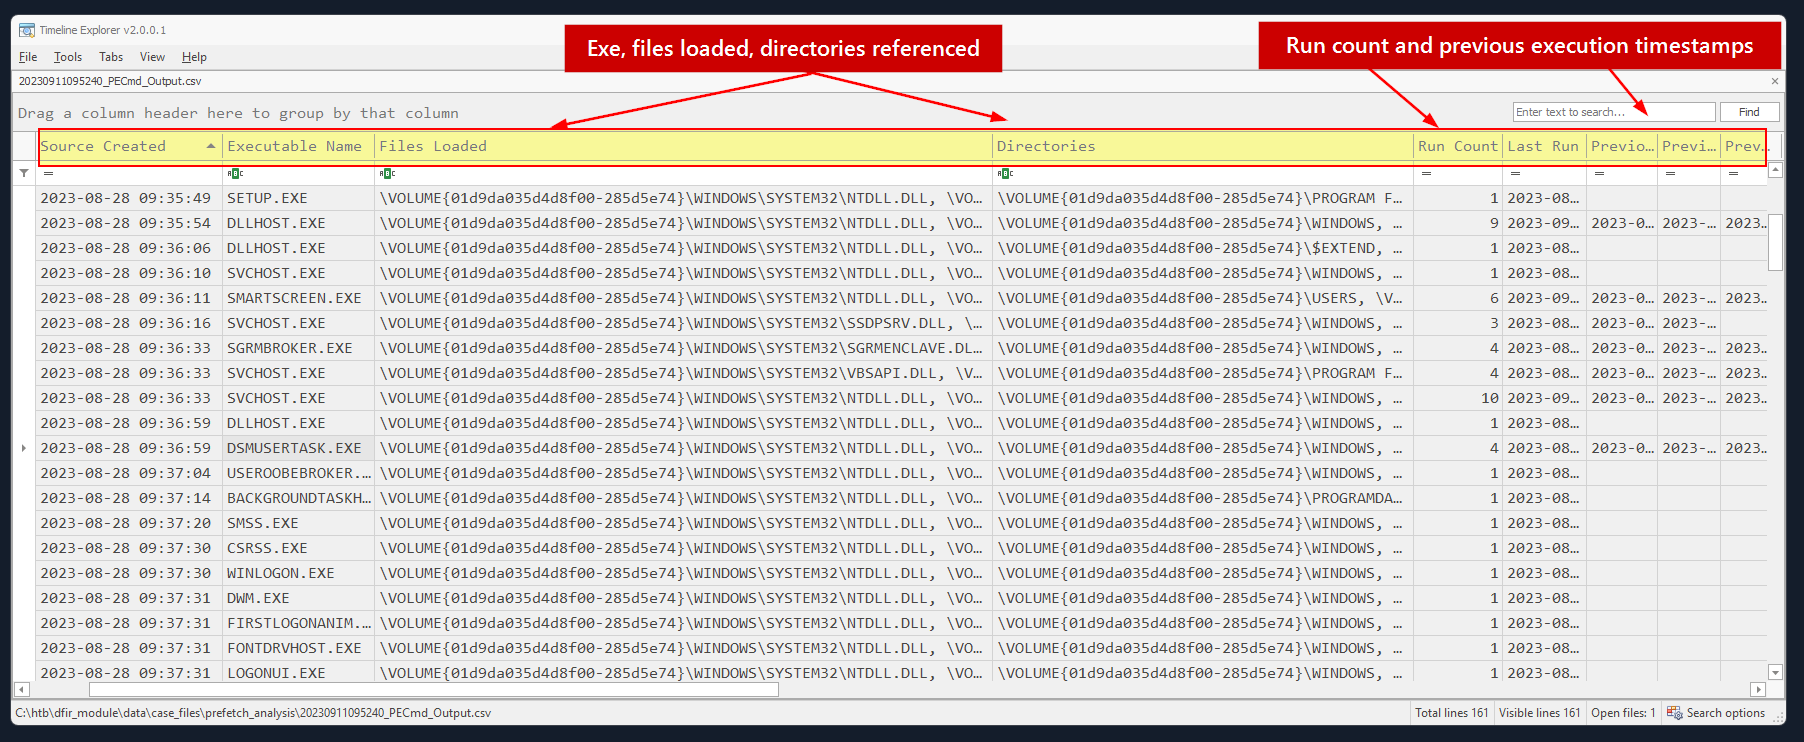 Timeline Explorer v2.0.0.1
File Tools Tabs View Help
Exe, files loaded, directories referenced
Run count and previous execution timestamps
20230911095240_PECmd_Output.csv
Drag a column header here to group by that column
Enter text to search... Find
Source Created Executable Name Files Loaded Directories Run Count Last Run Previo... Previ... Prev...
= ABC ABC ABC = = = = =
2023-08-28 09:35:49 SETUP.EXE \VOLUME{01d9da035d4d8f00-285d5e74}\WINDOWS\SYSTEM32\NTDLL.DLL, \VO... \VOLUME{01d9da035d4d8f00-285d5e74}\PROGRAM F... 1 2023-08...
2023-08-28 09:35:54 DLLHOST.EXE \VOLUME{01d9da035d4d8f00-285d5e74}\WINDOWS\SYSTEM32\NTDLL.DLL, \VO... \VOLUME{01d9da035d4d8f00-285d5e74}\WINDOWS, ... 9 2023-09... 2023-0... 2023-... 2023...
2023-08-28 09:36:06 DLLHOST.EXE \VOLUME{01d9da035d4d8f00-285d5e74}\WINDOWS\SYSTEM32\NTDLL.DLL, \VO... \VOLUME{01d9da035d4d8f00-285d5e74}\$EXTEND, ... 1 2023-08...
2023-08-28 09:36:10 SVCHOST.EXE \VOLUME{01d9da035d4d8f00-285d5e74}\WINDOWS\SYSTEM32\NTDLL.DLL, \VO... \VOLUME{01d9da035d4d8f00-285d5e74}\WINDOWS, ... 1 2023-08...
2023-08-28 09:36:11 SMARTSCREEN.EXE \VOLUME{01d9da035d4d8f00-285d5e74}\WINDOWS\SYSTEM32\NTDLL.DLL, \VO... \VOLUME{01d9da035d4d8f00-285d5e74}\USERS, \V... 6 2023-09... 2023-0... 2023-... 2023...
2023-08-28 09:36:16 SVCHOST.EXE \VOLUME{01d9da035d4d8f00-285d5e74}\WINDOWS\SYSTEM32\SSDPSRV.DLL, \... \VOLUME{01d9da035d4d8f00-285d5e74}\WINDOWS, ... 3 2023-08... 2023-0... 2023-...
2023-08-28 09:36:33 SGRMBROKER.EXE \VOLUME{01d9da035d4d8f00-285d5e74}\WINDOWS\SYSTEM32\SGRMENCLAVE.DL... \VOLUME{01d9da035d4d8f00-285d5e74}\WINDOWS, ... 4 2023-08... 2023-0... 2023-... 2023...
2023-08-28 09:36:33 SVCHOST.EXE \VOLUME{01d9da035d4d8f00-285d5e74}\WINDOWS\SYSTEM32\VBSAPI.DLL, \V... \VOLUME{01d9da035d4d8f00-285d5e74}\PROGRAM F... 4 2023-08... 2023-0... 2023-... 2023...
2023-08-28 09:36:33 SVCHOST.EXE \VOLUME{01d9da035d4d8f00-285d5e74}\WINDOWS\SYSTEM32\NTDLL.DLL, \VO... \VOLUME{01d9da035d4d8f00-285d5e74}\WINDOWS, ... 10 2023-09... 2023-0... 2023-... 2023...
2023-08-28 09:36:59 DLLHOST.EXE \VOLUME{01d9da035d4d8f00-285d5e74}\WINDOWS\SYSTEM32\NTDLL.DLL, \VO... \VOLUME{01d9da035d4d8f00-285d5e74}\WINDOWS, ... 1 2023-08...
2023-08-28 09:36:59 DSMUSERTASK.EXE \VOLUME{01d9da035d4d8f00-285d5e74}\WINDOWS\SYSTEM32\NTDLL.DLL, \VO... \VOLUME{01d9da035d4d8f00-285d5e74}\WINDOWS, ... 4 2023-08... 2023-0... 2023-... 2023...
2023-08-28 09:37:04 USEROOBEBROKER.... \VOLUME{01d9da035d4d8f00-285d5e74}\WINDOWS\SYSTEM32\NTDLL.DLL, \VO... \VOLUME{01d9da035d4d8f00-285d5e74}\WINDOWS, ... 1 2023-08...
2023-08-28 09:37:14 BACKGROUNDTASKH... \VOLUME{01d9da035d4d8f00-285d5e74}\WINDOWS\SYSTEM32\NTDLL.DLL, \VO... \VOLUME{01d9da035d4d8f00-285d5e74}\PROGRAMDA... 1 2023-08...
2023-08-28 09:37:20 SMSS.EXE \VOLUME{01d9da035d4d8f00-285d5e74}\WINDOWS\SYSTEM32\NTDLL.DLL, \VO... \VOLUME{01d9da035d4d8f00-285d5e74}\WINDOWS, ... 1 2023-08...
2023-08-28 09:37:30 CSRSS.EXE \VOLUME{01d9da035d4d8f00-285d5e74}\WINDOWS\SYSTEM32\NTDLL.DLL, \VO... \VOLUME{01d9da035d4d8f00-285d5e74}\WINDOWS, ... 1 2023-08...
2023-08-28 09:37:30 WINLOGON.EXE \VOLUME{01d9da035d4d8f00-285d5e74}\WINDOWS\SYSTEM32\NTDLL.DLL, \VO... \VOLUME{01d9da035d4d8f00-285d5e74}\WINDOWS, ... 1 2023-08...
2023-08-28 09:37:31 DWM.EXE \VOLUME{01d9da035d4d8f00-285d5e74}\WINDOWS\SYSTEM32\NTDLL.DLL, \VO... \VOLUME{01d9da035d4d8f00-285d5e74}\WINDOWS, ... 1 2023-08...
2023-08-28 09:37:31 FIRSTLOGONANIM.... \VOLUME{01d9da035d4d8f00-285d5e74}\WINDOWS\SYSTEM32\NTDLL.DLL, \VO... \VOLUME{01d9da035d4d8f00-285d5e74}\WINDOWS, ... 1 2023-08...
2023-08-28 09:37:31 FONTDRVHOST.EXE \VOLUME{01d9da035d4d8f00-285d5e74}\WINDOWS\SYSTEM32\NTDLL.DLL, \VO... \VOLUME{01d9da035d4d8f00-285d5e74}\WINDOWS, ... 1 2023-08...
2023-08-28 09:37:31 LOGONUI.EXE \VOLUME{01d9da035d4d8f00-285d5e74}\WINDOWS\SYSTEM32\NTDLL.DLL, \VO... \VOLUME{01d9da035d4d8f00-285d5e74}\WINDOWS, ... 1 2023-08...
C:\htb\dfir_module\data\case_files\prefetch_analysis\20230911095240_PECmd_Output.csv Total lines 161 Visible lines 161 Open files: 1 Search options